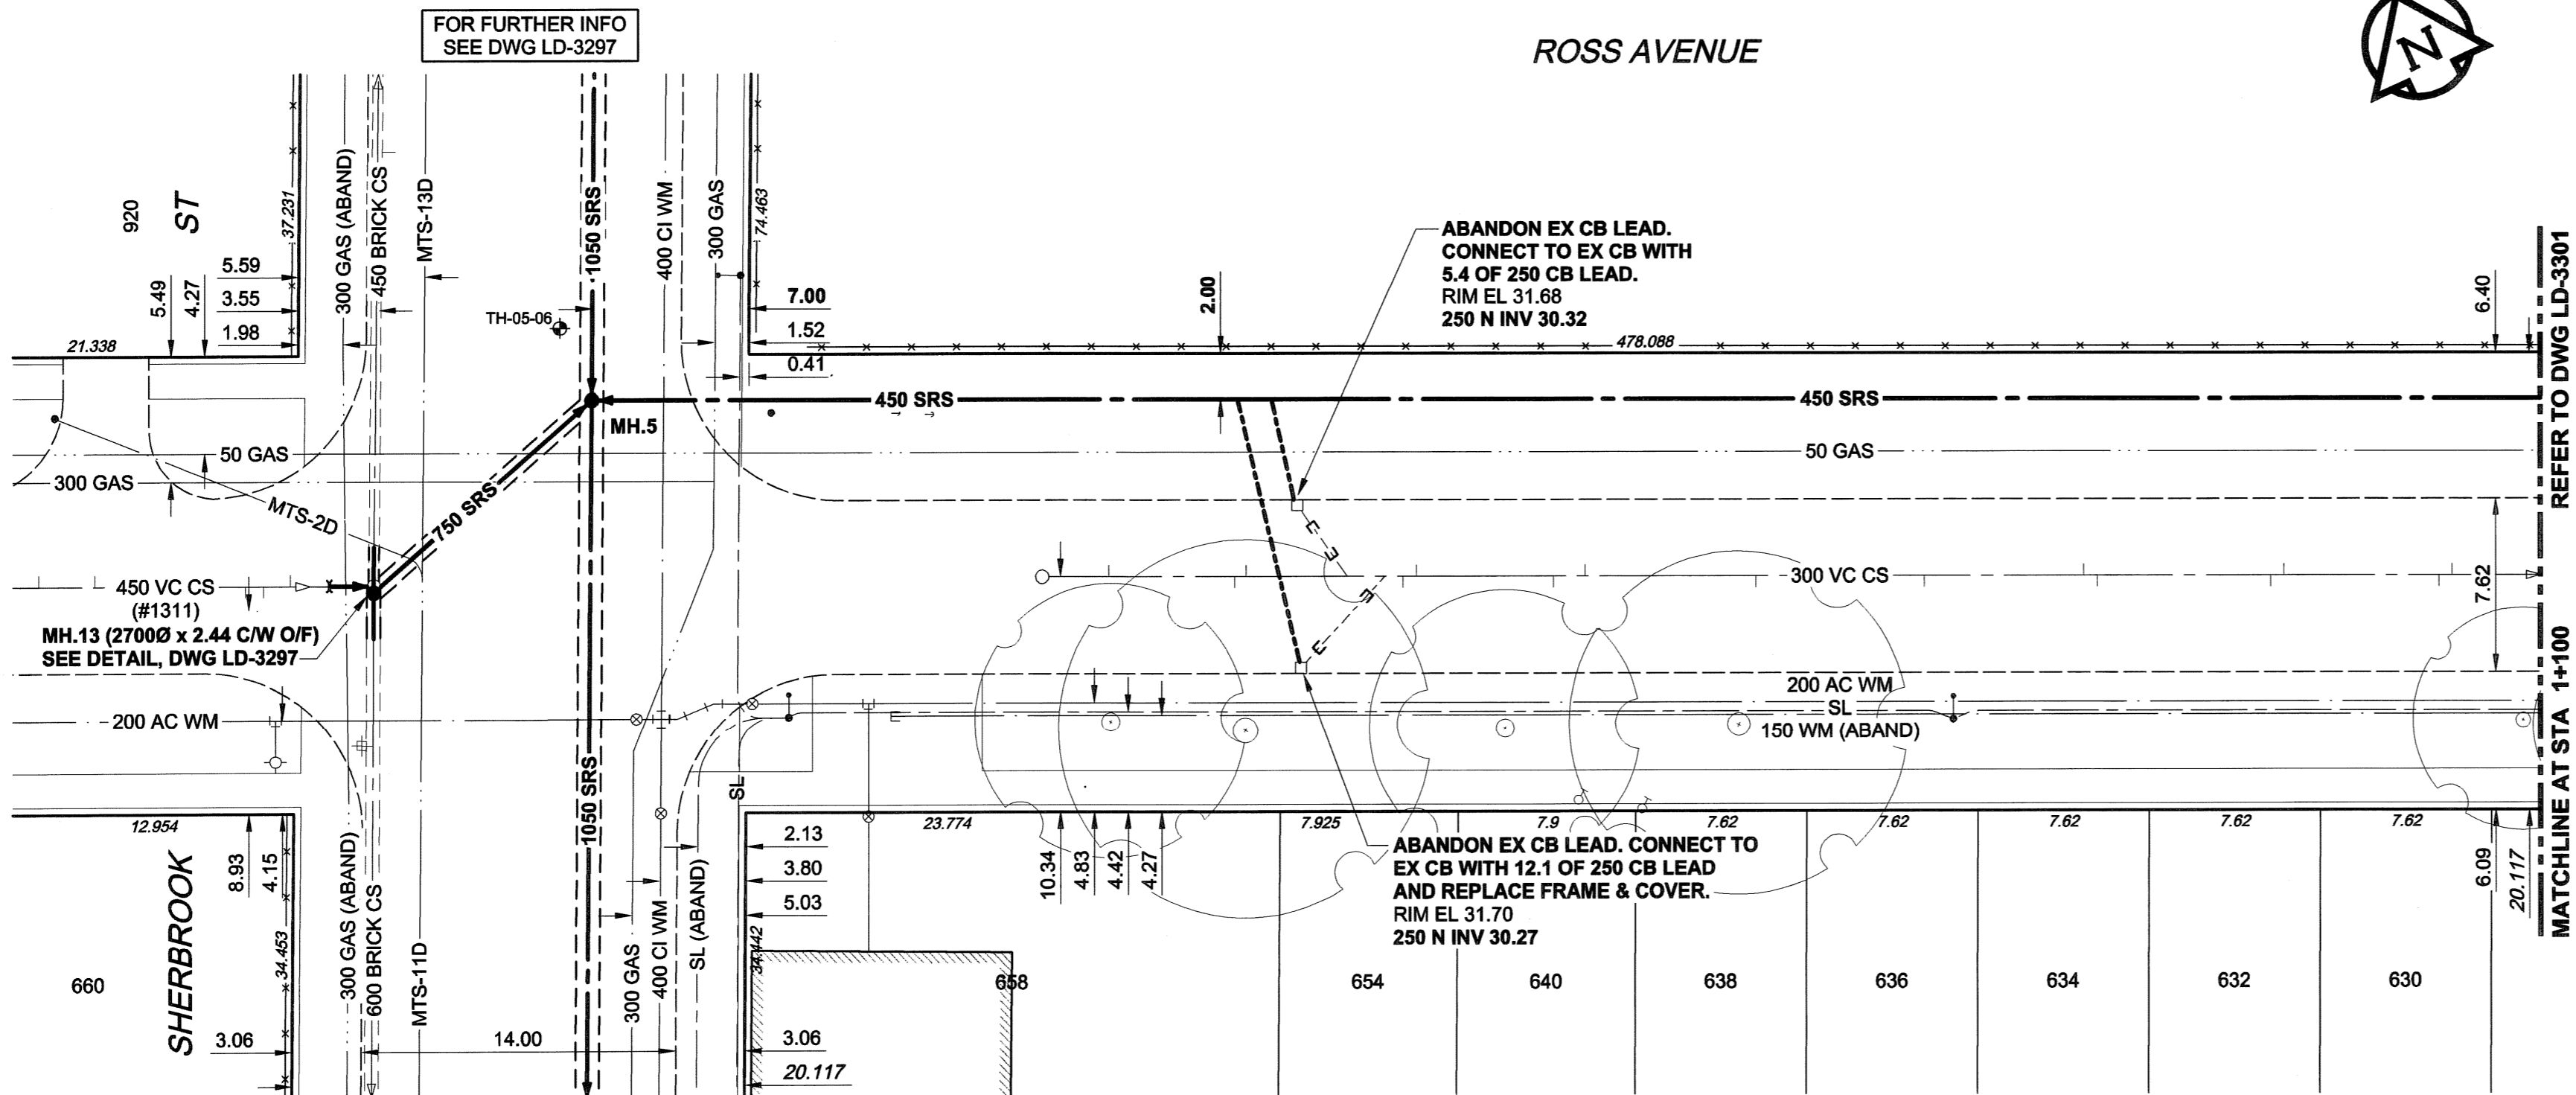 FOR FURTHER INFO
SEE DWG LD-3297
ROSS AVENUE
N
920
ST
37.231
300 GAS (ABAND)
450 BRICK CS
MTS-13D
1050 SRS
400 CI WM
300 GAS
74.463
5.49
4.27
5.59
3.55
1.98
21.338
TH-05-06
7.00
1.52
0.41
2.00
ABANDON EX CB LEAD.
CONNECT TO EX CB WITH
5.4 OF 250 CB LEAD.
RIM EL 31.68
250 N INV 30.32
478.088
6.40
REFER TO DWG LD-3301
450 SRS
450 SRS
MH.5
50 GAS
50 GAS
300 GAS
MTS-2D
750 SRS
450 VC CS
(#1311)
MH.13 (2700Ø x 2.44 C/W O/F)
SEE DETAIL, DWG LD-3297
300 VC CS
7.62
200 AC WM
200 AC WM
SL
150 WM (ABAND)
MATCHLINE AT STA 1+100
1050 SRS
SL
12.954
23.774
7.925
7.9
7.62
7.62
7.62
7.62
7.62
SHERBROOK
8.93
4.15
34.453
300 GAS (ABAND)
600 BRICK CS
MTS-11D
300 GAS
400 CI WM
SL (ABAND)
34.442
2.13
3.80
5.03
10.34
4.83
4.42
4.27
ABANDON EX CB LEAD. CONNECT TO
EX CB WITH 12.1 OF 250 CB LEAD
AND REPLACE FRAME & COVER.
RIM EL 31.70
250 N INV 30.27
6.09
20.117
660
658
654
640
638
636
634
632
630
3.06
14.00
3.06
20.117